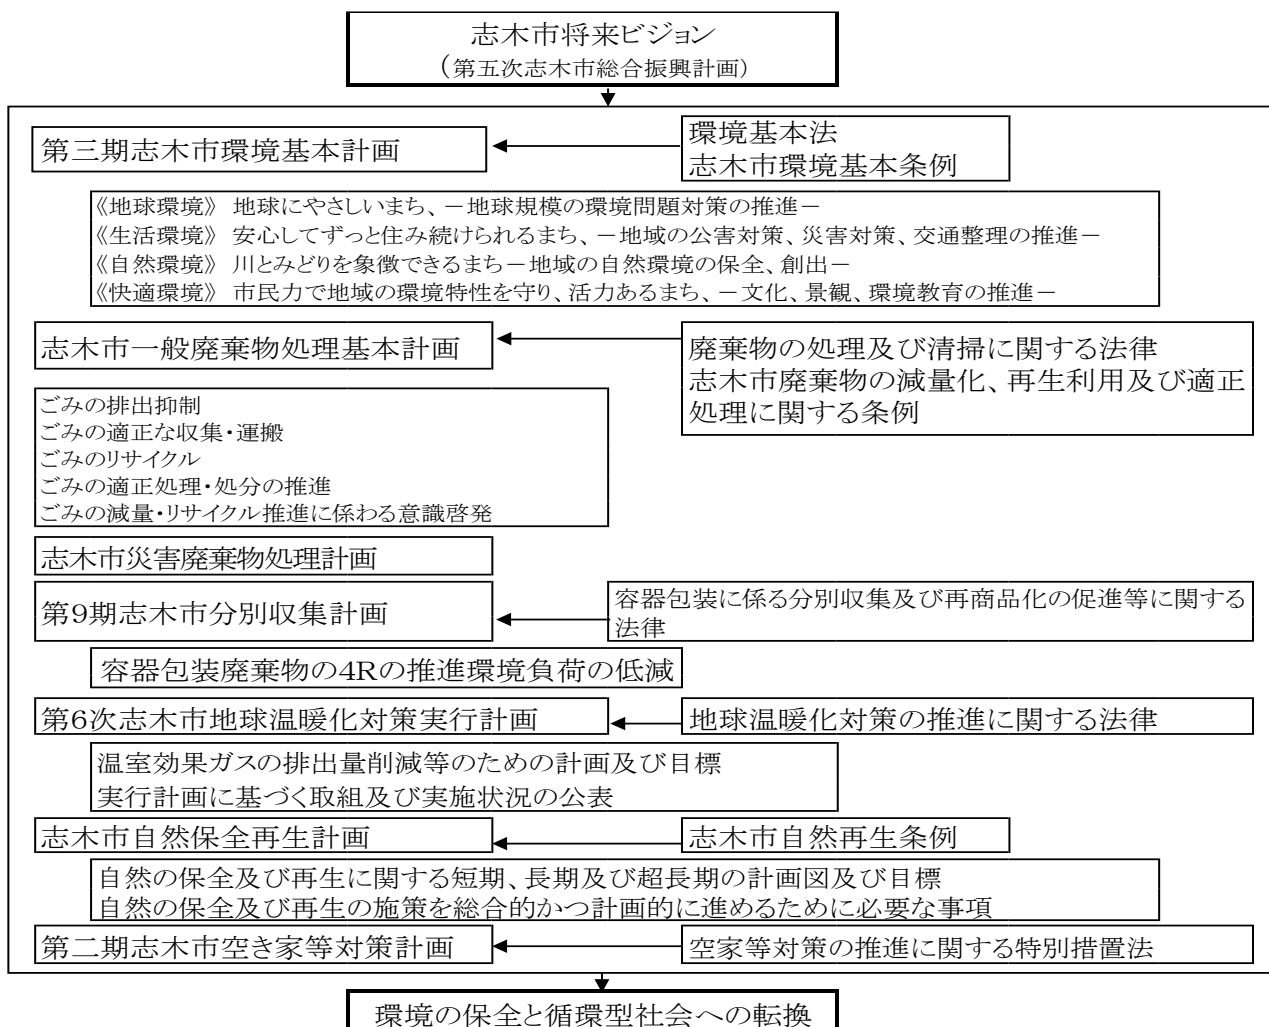 志木市将来ビジョン
（第五次志木市総合振興計画）
第三期志木市環境基本計画
環境基本法
志木市環境基本条例
《地球環境》 地球にやさしいまち、－地球規模の環境問題対策の推進－
《生活環境》 安心してずっと住み続けられるまち、－地域の公害対策、災害対策、交通整理の推進－
《自然環境》 川とみどりを象徴できるまち－地域の自然環境の保全、創出－
《快適環境》 市民力で地域の環境特性を守り、活力あるまち、－文化、景観、環境教育の推進－
志木市一般廃棄物処理基本計画
廃棄物の処理及び清掃に関する法律
志木市廃棄物の減量化、再生利用及び適正
処理に関する条例
ごみの排出抑制
ごみの適正な収集・運搬
ごみのリサイクル
ごみの適正処理・処分の推進
ごみの減量・リサイクル推進に係わる意識啓発
志木市災害廃棄物処理計画
第9期志木市分別収集計画
容器包装に係る分別収集及び再商品化の促進等に関する
法律
容器包装廃棄物の4Rの推進環境負荷の低減
第6次志木市地球温暖化対策実行計画
地球温暖化対策の推進に関する法律
温室効果ガスの排出量削減等のための計画及び目標
実行計画に基づく取組及び実施状況の公表
志木市自然保全再生計画
志木市自然再生条例
自然の保全及び再生に関する短期、長期及び超長期の計画図及び目標
自然の保全及び再生の施策を総合的かつ計画的に進めるために必要な事項
第二期志木市空き家等対策計画
空家等対策の推進に関する特別措置法
環境の保全と循環型社会への転換